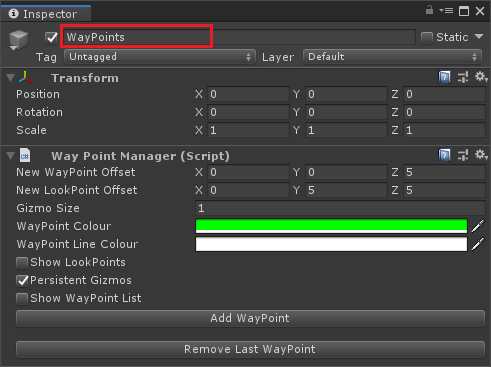 Inspector
WayPoints Static
Tag Untagged Layer Default
Transform
Position X 0 Y 0 Z 0
Rotation X 0 Y 0 Z 0
Scale X 1 Y 1 Z 1
Way Point Manager (Script)
New WayPoint Offset X 0 Y 0 Z 5
New LookPoint Offset X 0 Y 5 Z 5
Gizmo Size 1
WayPoint Colour
WayPoint Line Colour
Show LookPoints
Persistent Gizmos
Show WayPoint List
Add WayPoint
Remove Last WayPoint